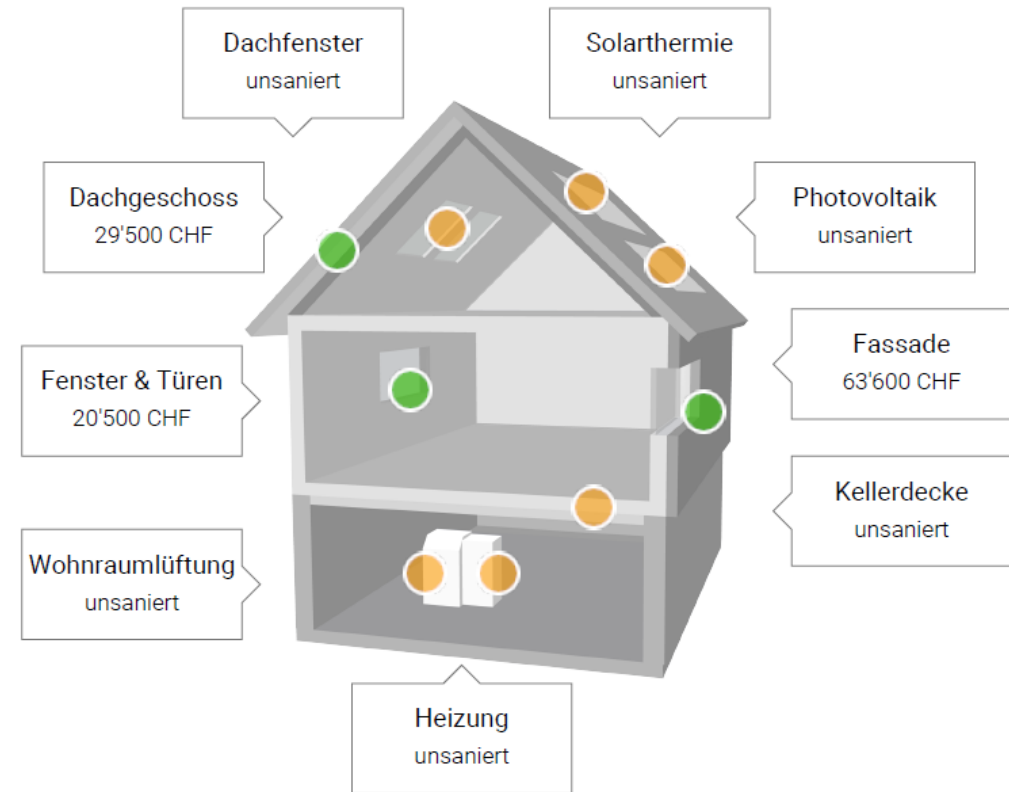 Dachfenster
unsaniert
Solarthermie
unsaniert
Dachgeschoss
29'500 CHF
Photovoltaik
unsaniert
Fenster & Türen
20'500 CHF
Fassade
63'600 CHF
Kellerdecke
unsaniert
Wohnraumlüftung
unsaniert
Heizung
unsaniert